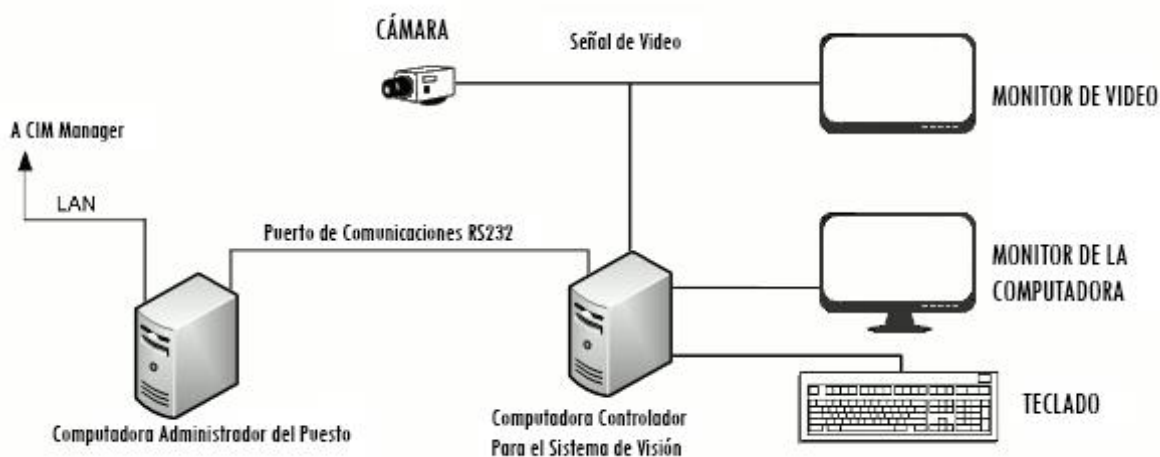 CÁMARA
Señal de Video
MONITOR DE VIDEO
A CIM Manager
LAN
Puerto de Comunicaciones RS232
MONITOR DE LA
COMPUTADORA
TECLADO
Computadora Administrador del Puesto
Computadora Controlador
Para el Sistema de Visión